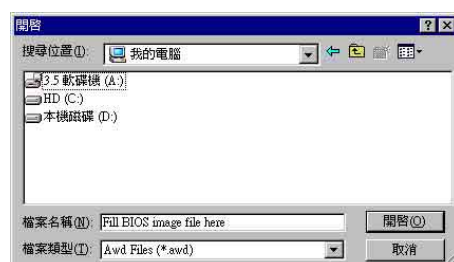 開啓
搜尋位置(I): 我的電腦
3.5 軟碟機 (A:)
HD (C:)
本機磁碟 (D:)
檔案名稱(N): Fill BIOS image file here 開啓(O)
檔案類型(T): Awd Files (*.awd) 取消